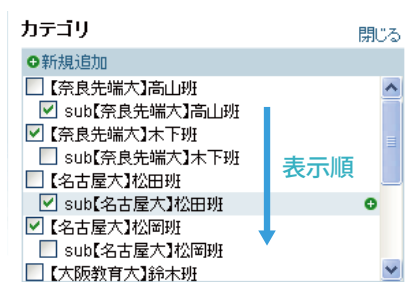 カテゴリ 閉じる
新規追加
【奈良先端大】高山班
sub【奈良先端大】高山班
【奈良先端大】木下班
sub【奈良先端大】木下班
【名古屋大】松田班
sub【名古屋大】松田班
【名古屋大】松岡班
sub【名古屋大】松岡班
【大阪教育大】鈴木班
表示順